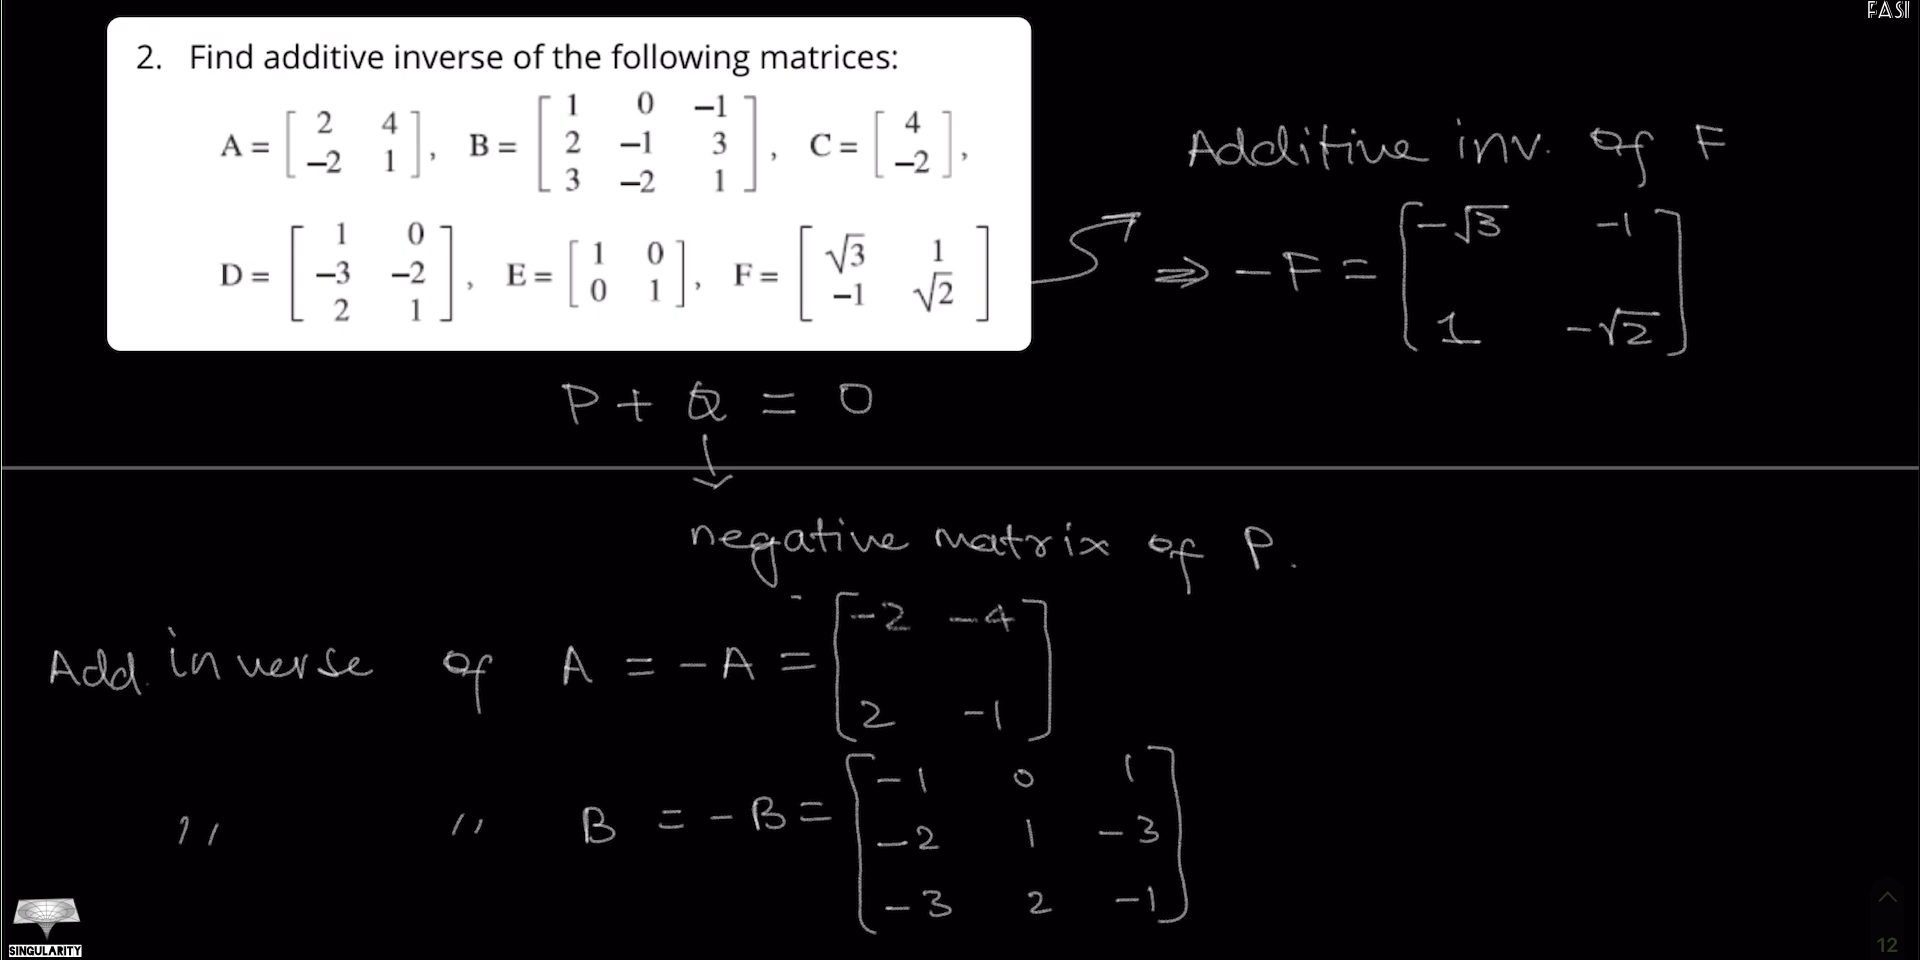 FASI
2. Find additive inverse of the following matrices:
A = [ 2 4 ; –2 1 ], B = [ 1 0 –1 ; 2 –1 3 ; 3 –2 1 ], C = [ 4 ; –2 ],
D = [ 1 0 ; –3 –2 ; 2 1 ], E = [ 1 0 ; 0 1 ], F = [ √3 1 ; –1 √2 ]
Additive inv. of F
⇒ -F = [ -√3 -1 ; 1 -√2 ]
P + Q = 0
↓
negative matrix of P.
Add. inverse of A = -A = [ -2 -4 ; 2 -1 ]
" " B = -B = [ -1 0 1 ; -2 1 -3 ; -3 2 -1 ]
SINGULARITY
12